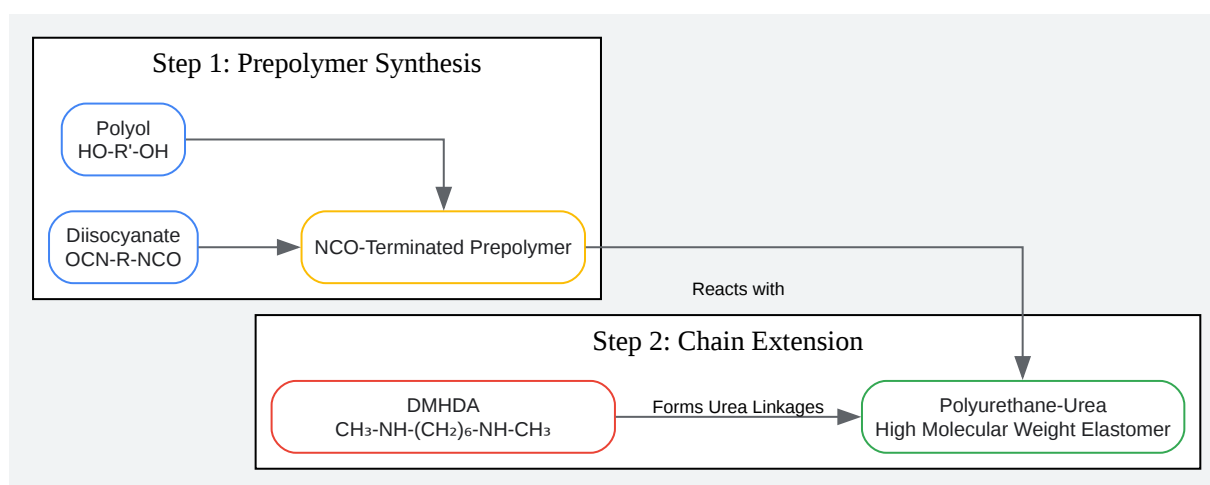 Step 1: Prepolymer Synthesis
Polyol
HO-R'-OH
Diisocyanate
OCN-R-NCO
NCO-Terminated Prepolymer
Reacts with
Step 2: Chain Extension
DMHDA
CH₃-NH-(CH₂)₆-NH-CH₃
Forms Urea Linkages
Polyurethane-Urea
High Molecular Weight Elastomer